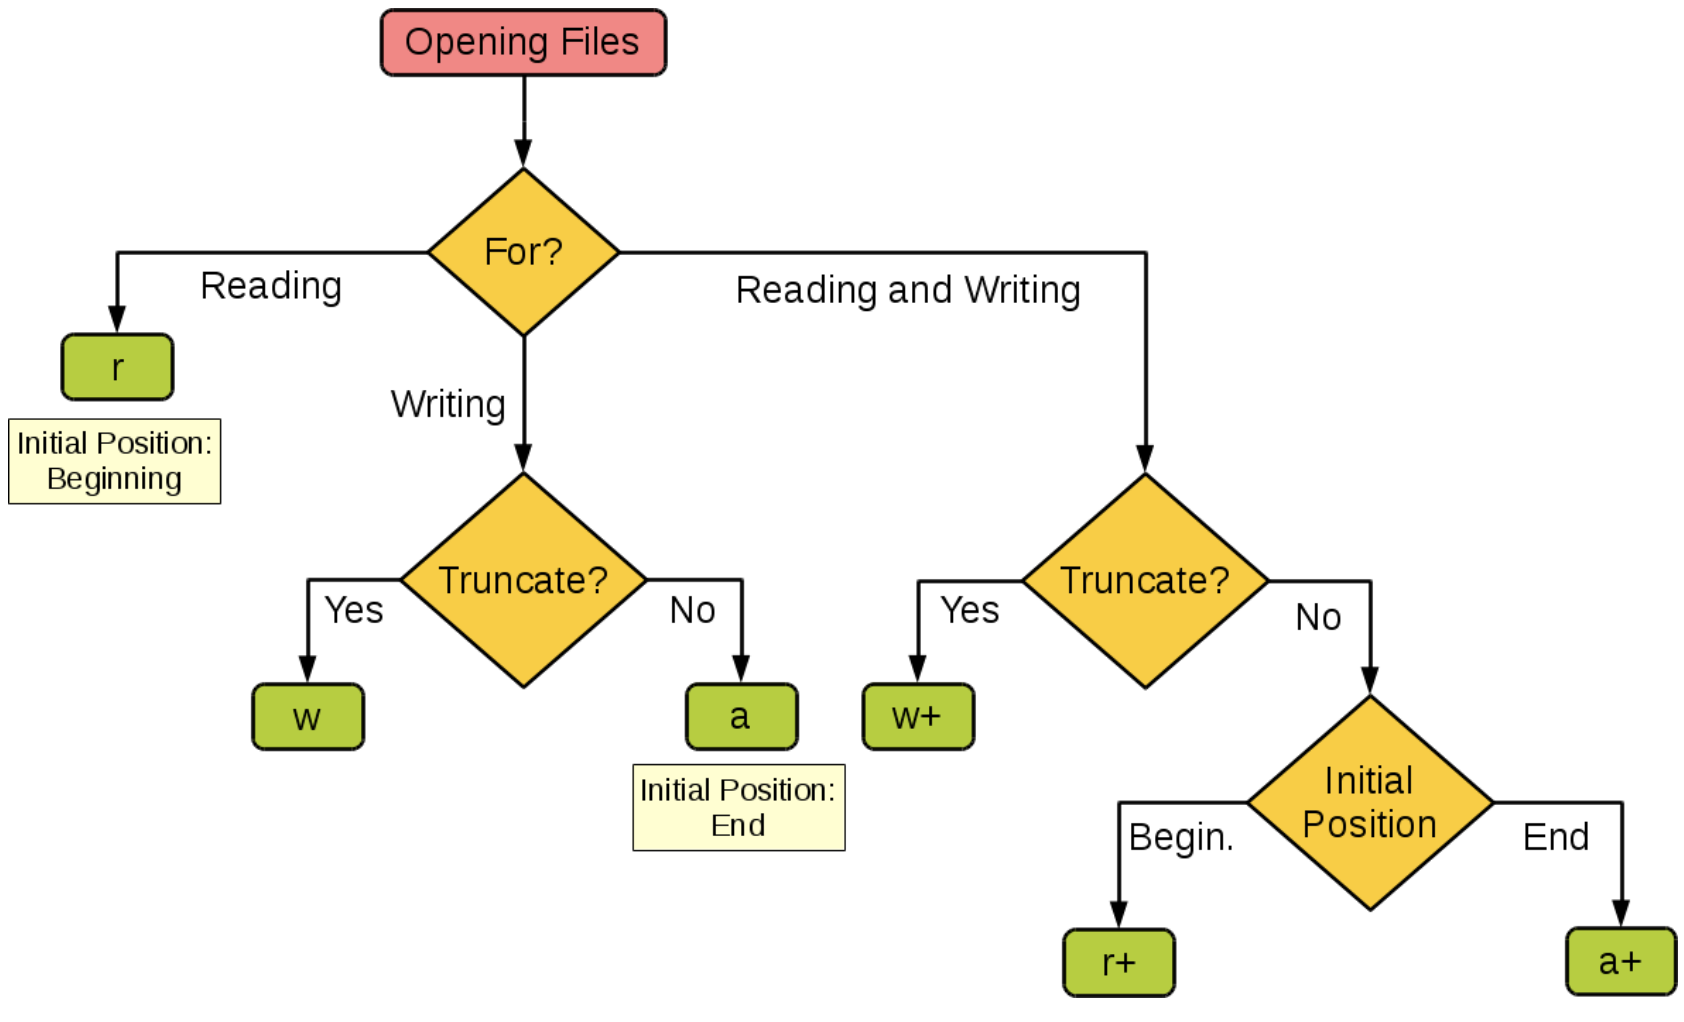 Opening Files
For?
Reading
Reading and Writing
r
Writing
Initial Position:
Beginning
Truncate?
Yes
No
w
a
Initial Position:
End
Truncate?
Yes
No
w+
Initial
Position
Begin.
End
r+
a+